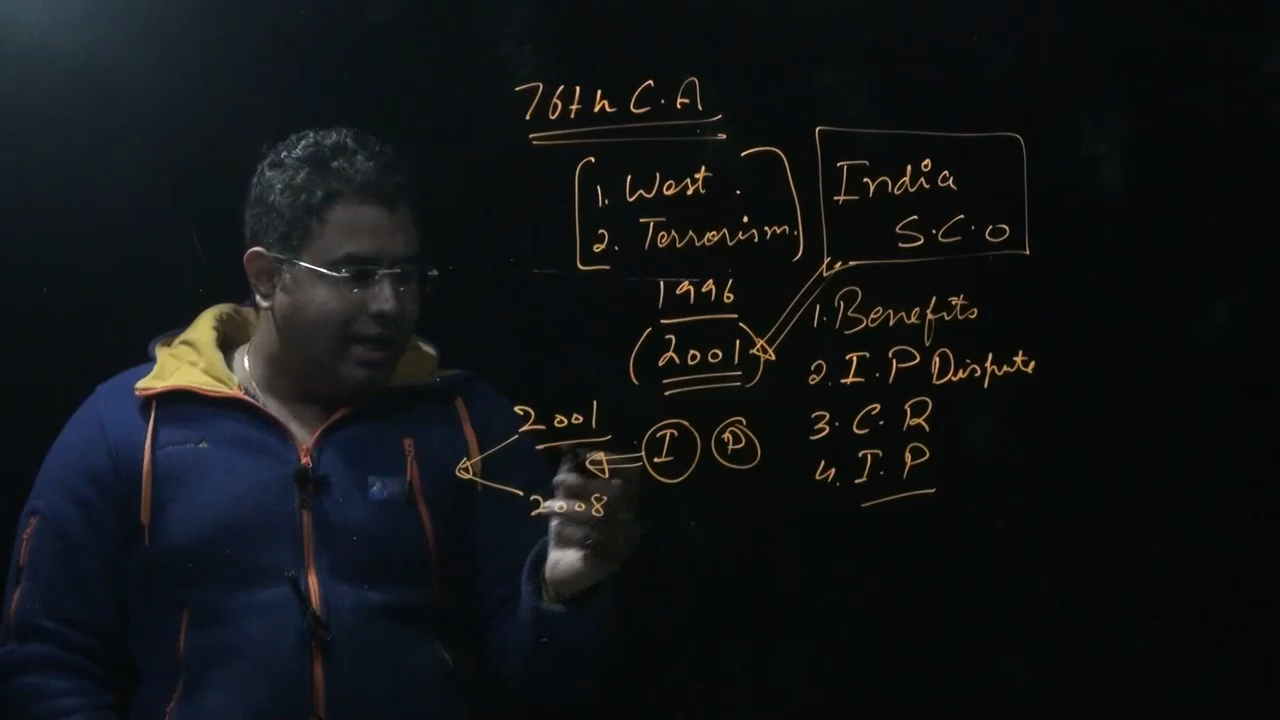 76th C.A
1. West.
2. Terrorism.
India
S.C.O
1996
(2001)
1. Benefits
2. I.P Dispute
3. C.R
4. I.P
2001
I P
2008